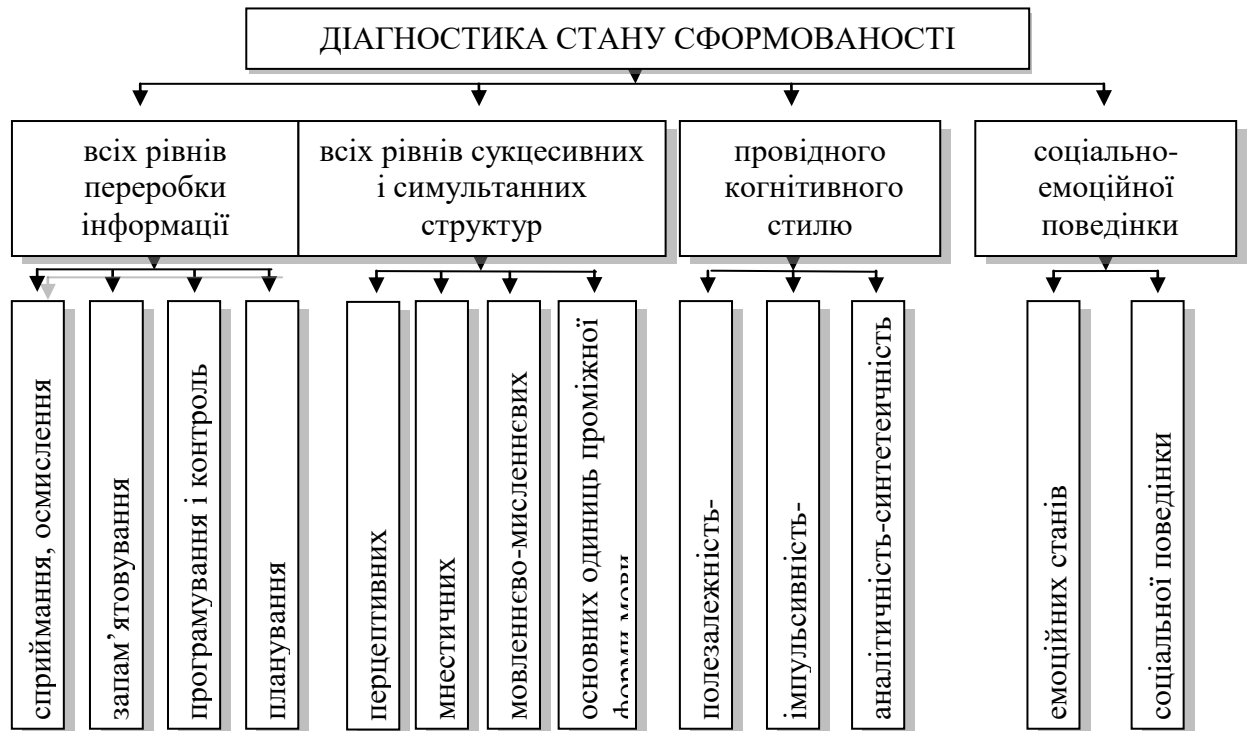 ДІАГНОСТИКА СТАНУ СФОРМОВАНОСТІ
всіх рівнів
переробки
інформації
всіх рівнів сукцесивних
і симультанних
структур
провідного
когнітивного
стилю
соціально-
емоційної
поведінки
сприймання, осмислення
запам’ятовування
програмування і контроль
планування
перцептивних
мнестичних
мовленнєво-мисленнєвих
основних одиниць проміжної
форми мови
полезалежність-
імпульсивність-
аналітичність-синтетеичність
емоційних станів
соціальної поведінки